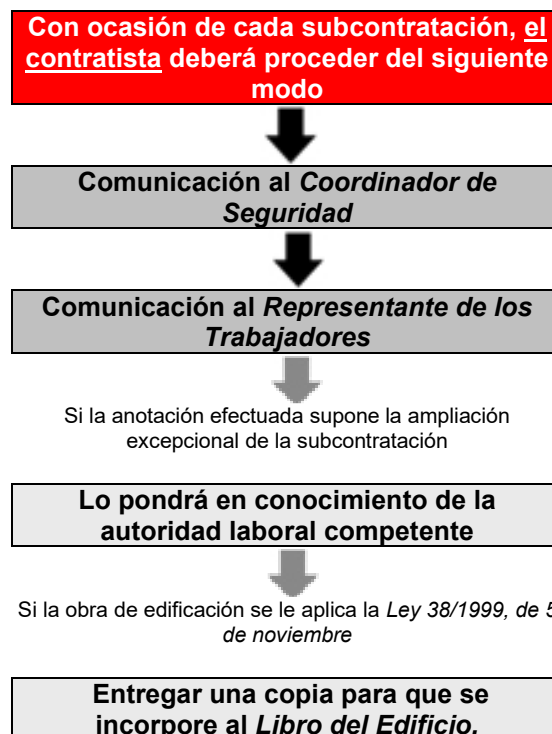 Con ocasión de cada subcontratación, el
contratista deberá proceder del siguiente
modo
Comunicación al Coordinador de
Seguridad
Comunicación al Representante de los
Trabajadores
Si la anotación efectuada supone la ampliación
excepcional de la subcontratación
Lo pondrá en conocimiento de la
autoridad laboral competente
Si la obra de edificación se le aplica la Ley 38/1999, de 5
de noviembre
Entregar una copia para que se
incorpore al Libro del Edificio.